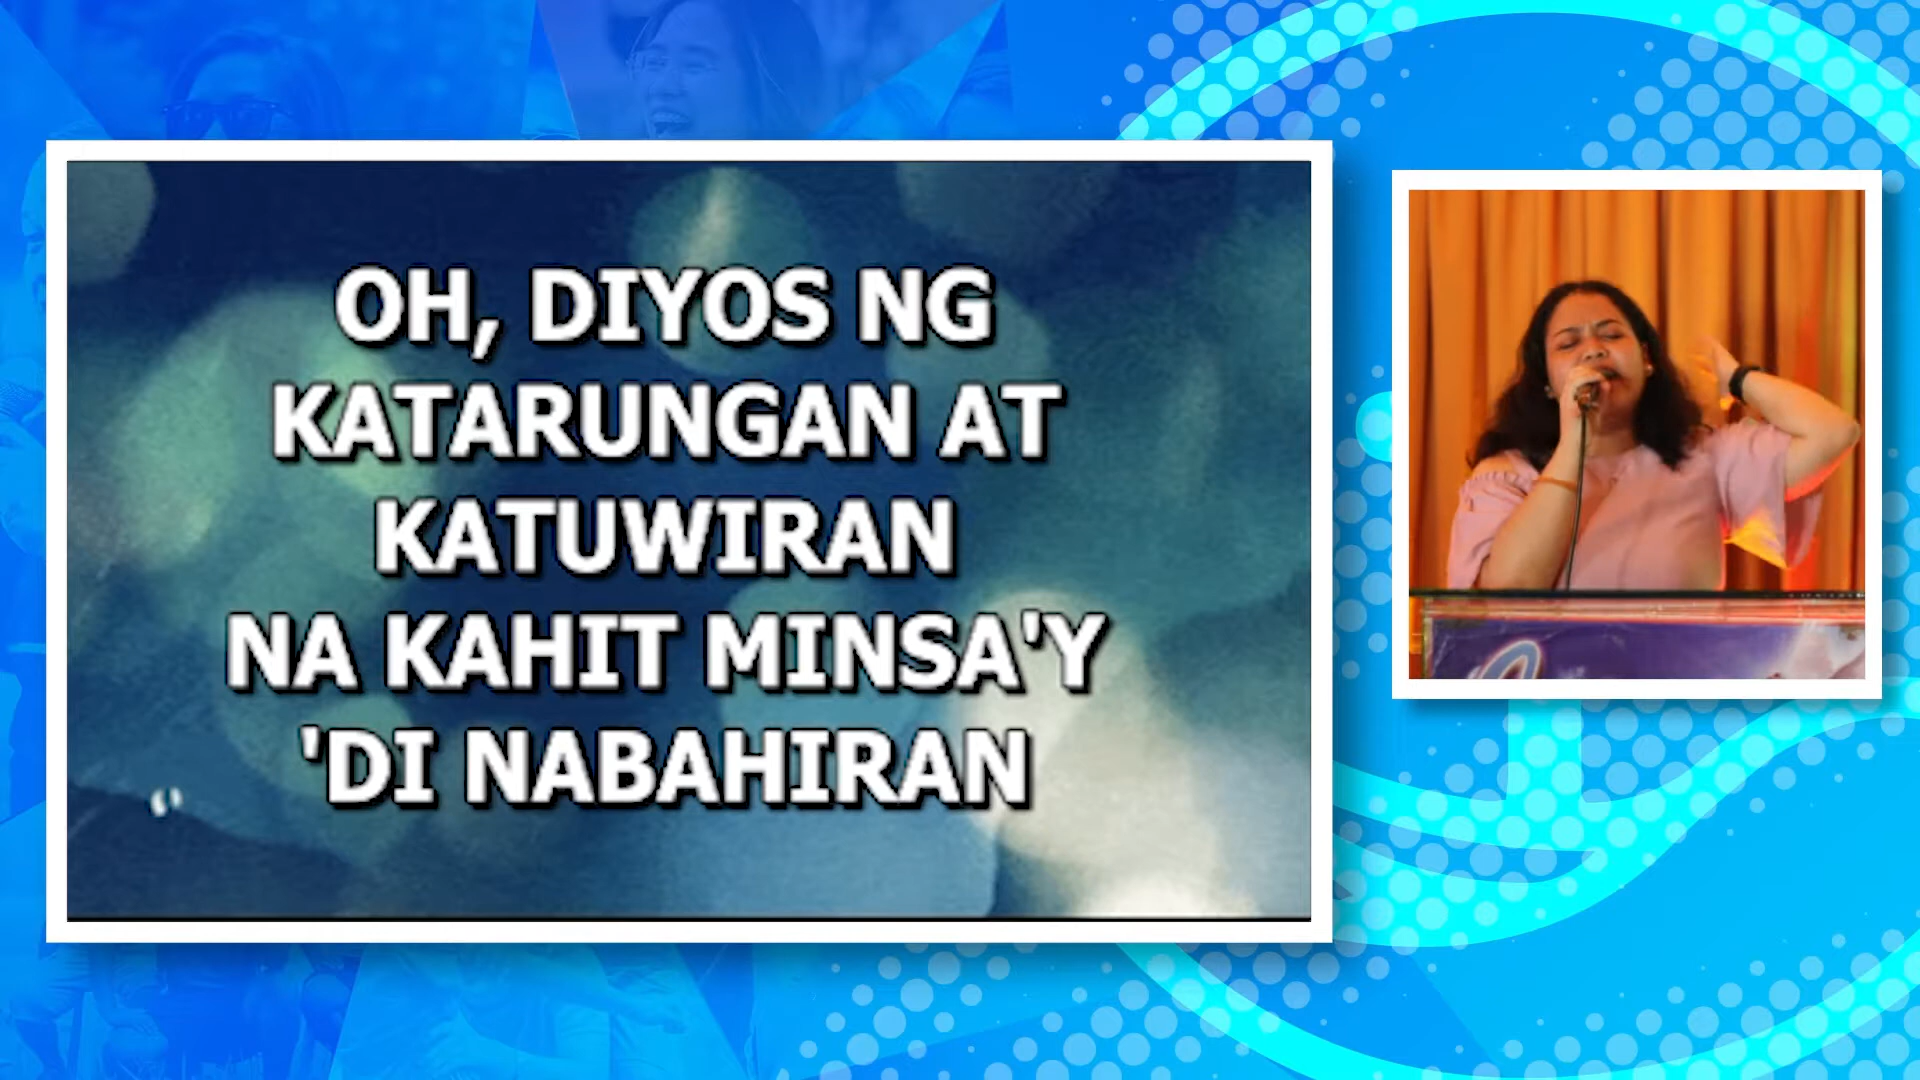 OH, DIYOS NG
KATARUNGAN AT
KATUWIRAN
NA KAHIT MINSA'Y
'DI NABAHIRAN